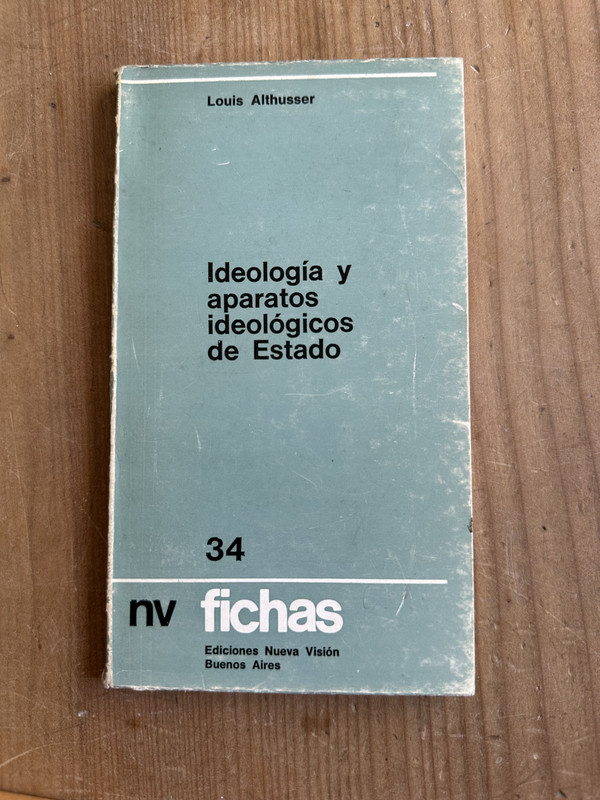 Louis Althusser
Ideología y
aparatos
ideológicos
de Estado
34
nv fichas
Ediciones Nueva Visión
Buenos Aires